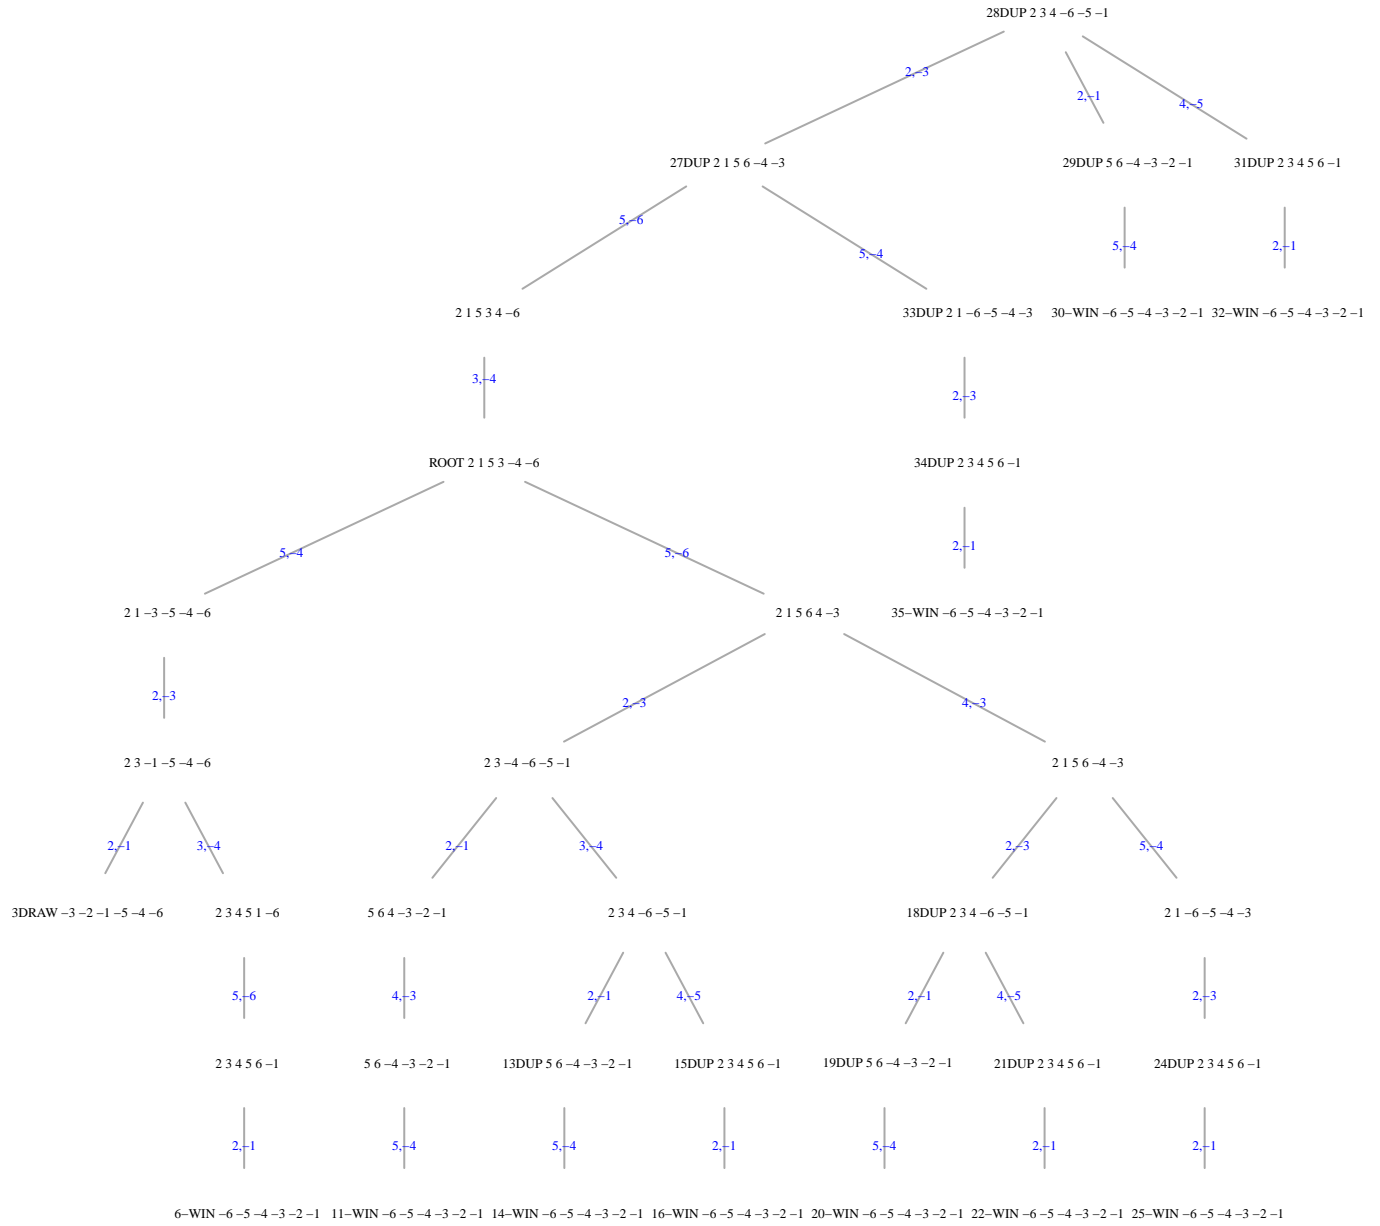 28DUP 2 3 4 −6 −5 −1
2,−3
2,−1
4,−5
27DUP 2 1 5 6 −4 −3
29DUP 5 6 −4 −3 −2 −1
31DUP 2 3 4 5 6 −1
5,−6
5,−4
5,−4
2,−1
2 1 5 3 4 −6
33DUP 2 1 −6 −5 −4 −3
30−WIN −6 −5 −4 −3 −2 −1
32−WIN −6 −5 −4 −3 −2 −1
3,−4
2,−3
ROOT 2 1 5 3 −4 −6
34DUP 2 3 4 5 6 −1
5,−4
5,−6
2,−1
2 1 −3 −5 −4 −6
2 1 5 6 4 −3
35−WIN −6 −5 −4 −3 −2 −1
2,−3
2,−3
4,−3
2 3 −1 −5 −4 −6
2 3 −4 −6 −5 −1
2 1 5 6 −4 −3
2,−1
3,−4
2,−1
3,−4
2,−3
5,−4
3DRAW −3 −2 −1 −5 −4 −6
2 3 4 5 1 −6
5 6 4 −3 −2 −1
2 3 4 −6 −5 −1
18DUP 2 3 4 −6 −5 −1
2 1 −6 −5 −4 −3
5,−6
4,−3
2,−1
4,−5
2,−1
4,−5
2,−3
2 3 4 5 6 −1
5 6 −4 −3 −2 −1
13DUP 5 6 −4 −3 −2 −1
15DUP 2 3 4 5 6 −1
19DUP 5 6 −4 −3 −2 −1
21DUP 2 3 4 5 6 −1
24DUP 2 3 4 5 6 −1
2,−1
5,−4
5,−4
2,−1
5,−4
2,−1
2,−1
6−WIN −6 −5 −4 −3 −2 −1
11−WIN −6 −5 −4 −3 −2 −1
14−WIN −6 −5 −4 −3 −2 −1
16−WIN −6 −5 −4 −3 −2 −1
20−WIN −6 −5 −4 −3 −2 −1
22−WIN −6 −5 −4 −3 −2 −1
25−WIN −6 −5 −4 −3 −2 −1